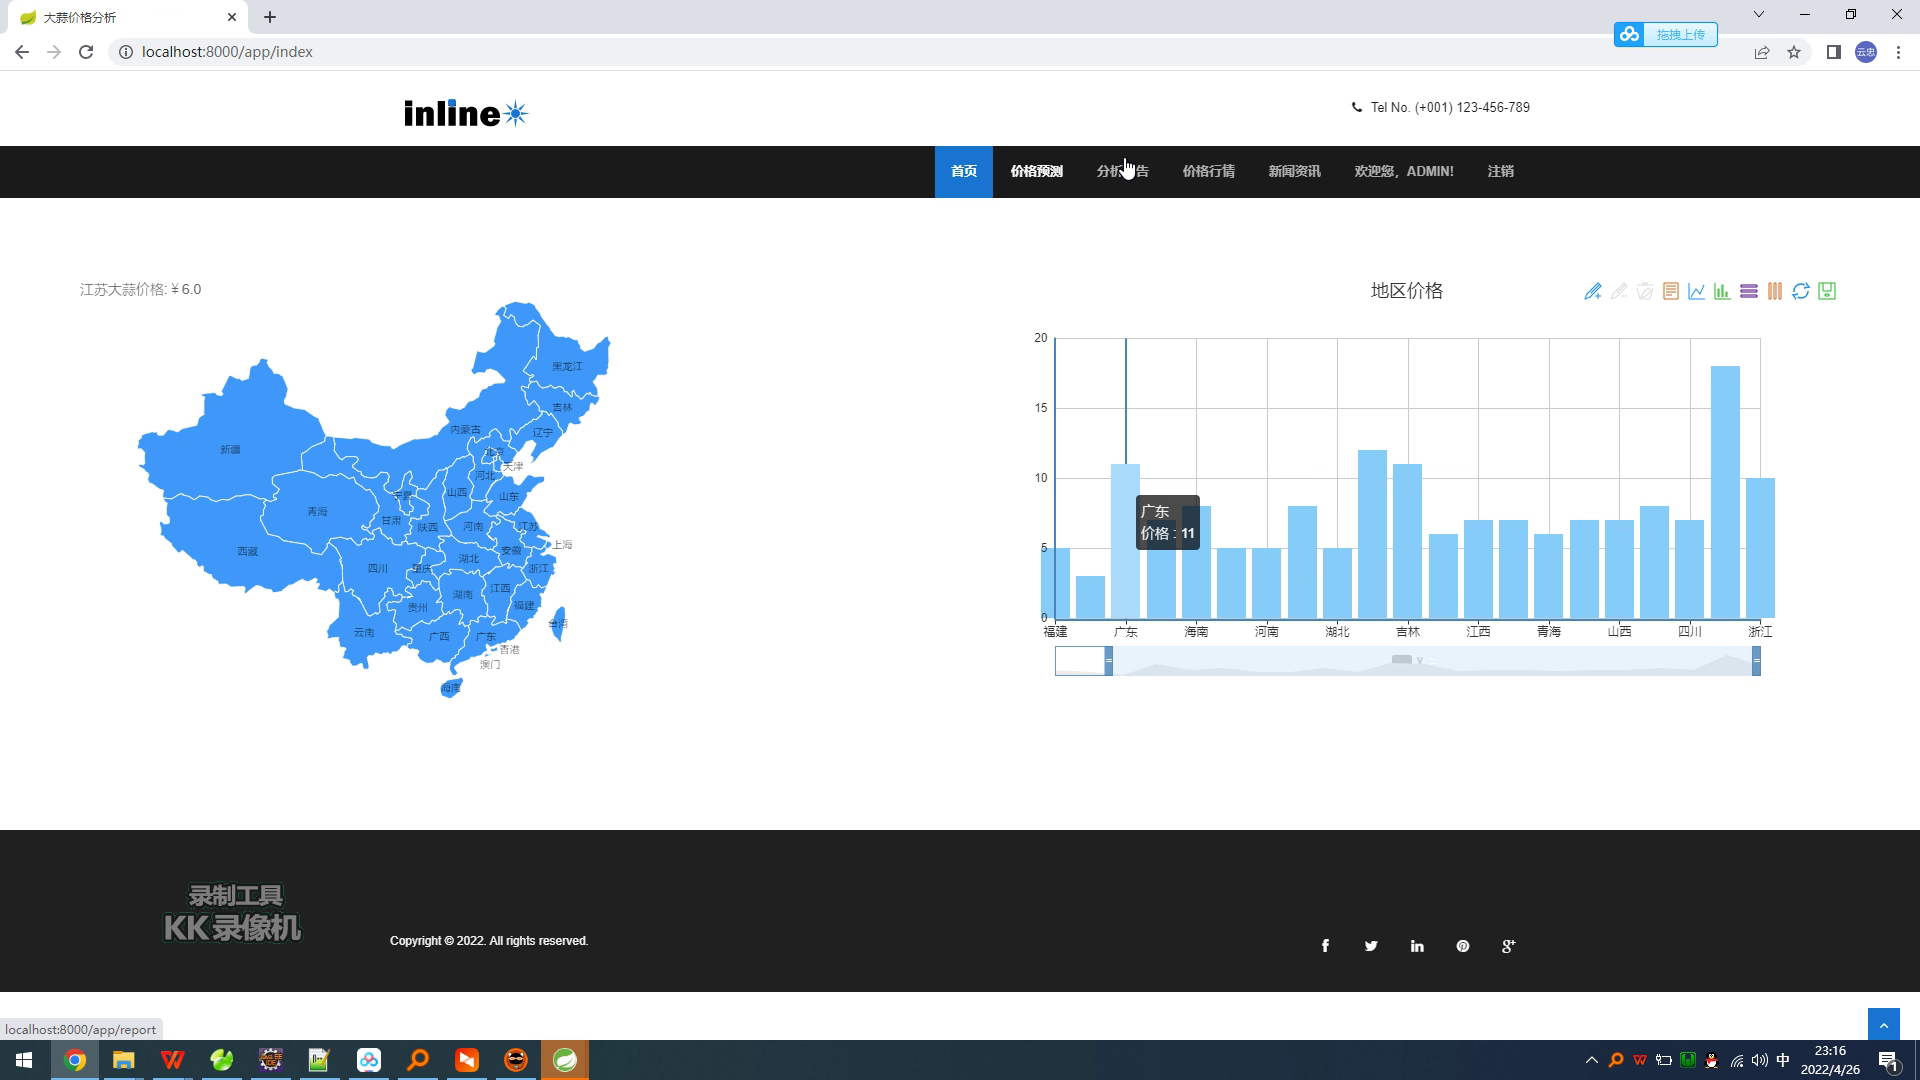 大蒜价格分析
localhost:8000/app/index
拖拽上传
云忠
inline
Tel No. (+001) 123-456-789
首页 价格预测 分析 告 价格行情 新闻资讯 欢迎您，ADMIN! 注销
江苏大蒜价格: ¥ 6.0
黑龙江
吉林
内蒙古
辽宁
新疆
北京
天津
河北
宁夏
山西
山东
青海
甘肃
陕西
河南
江苏
上海
西藏
安徽
湖北
四川
重庆
浙江
湖南
江西
贵州
福建
台湾
云南
广西
广东
香港
澳门
海南
地区价格
20
15
10
5
0
广东
价格 : 11
福建 广东 海南 河南 湖北 吉林 江西 青海 山西 四川 浙江
录制工具
KK 录像机
Copyright © 2022. All rights reserved.
localhost:8000/app/report
中
23:16
2022/4/26
1